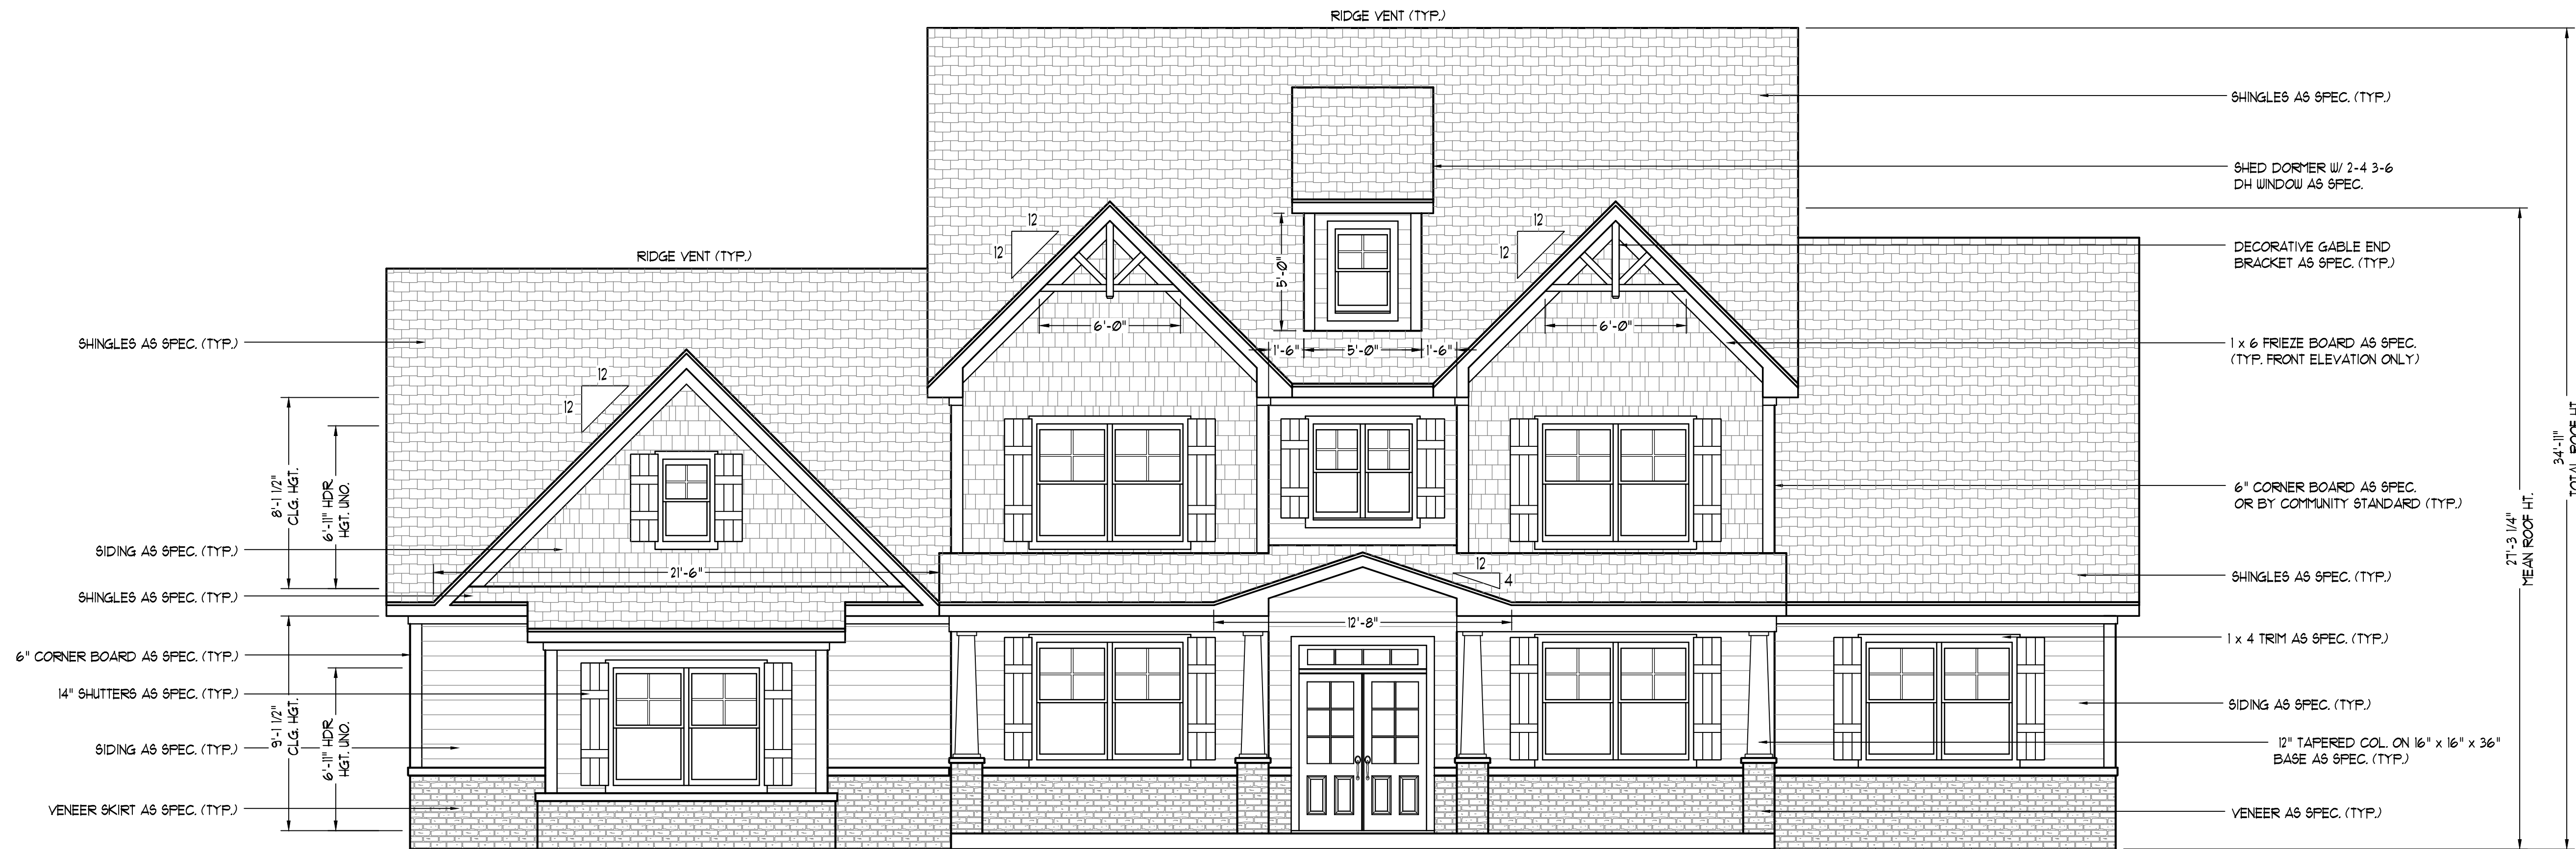 RIDGE VENT (TYP.)
SHINGLES AS SPEC. (TYP.)
SHED DORMER W/ 2-4 3-6
DH WINDOW AS SPEC.
12
12
12
12
DECORATIVE GABLE END
BRACKET AS SPEC. (TYP.)
RIDGE VENT (TYP.)
5'-0"
6'-0"
6'-0"
SHINGLES AS SPEC. (TYP.)
1'-6"
5'-0"
1'-6"
1 x 6 FRIEZE BOARD AS SPEC.
(TYP. FRONT ELEVATION ONLY)
12
12
34'-11"
TOTAL ROOF HT.
8'-1 1/2"
CLG. HGT.
6'-11" HDR
HGT. UNO.
6" CORNER BOARD AS SPEC.
OR BY COMMUNITY STANDARD (TYP.)
27'-3 1/4"
MEAN ROOF HT.
SIDING AS SPEC. (TYP.)
21'-6"
12
4
SHINGLES AS SPEC. (TYP.)
SHINGLES AS SPEC. (TYP.)
12'-8"
1 x 4 TRIM AS SPEC. (TYP.)
6" CORNER BOARD AS SPEC. (TYP.)
14" SHUTTERS AS SPEC. (TYP.)
SIDING AS SPEC. (TYP.)
9'-1 1/2"
CLG. HGT.
6'-11" HDR
HGT. UNO.
SIDING AS SPEC. (TYP.)
12" TAPERED COL. ON 16" x 16" x 36"
BASE AS SPEC. (TYP.)
VENEER SKIRT AS SPEC. (TYP.)
VENEER AS SPEC. (TYP.)